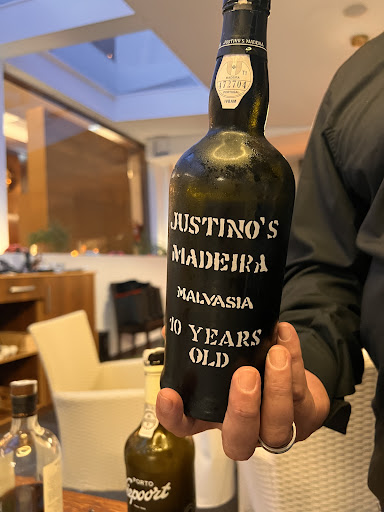 JUSTINO'S MADEIRA
JUSTINO'S
MADEIRA
MALVASIA
10 YEARS
OLD
PORTO